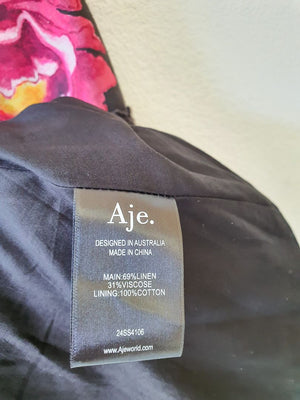 Aje.
DESIGNED IN AUSTRALIA
MADE IN CHINA
MAIN:69%LINEN
31%VISCOSE
LINING:100%COTTON
24SS4106
www.Ajeworld.com